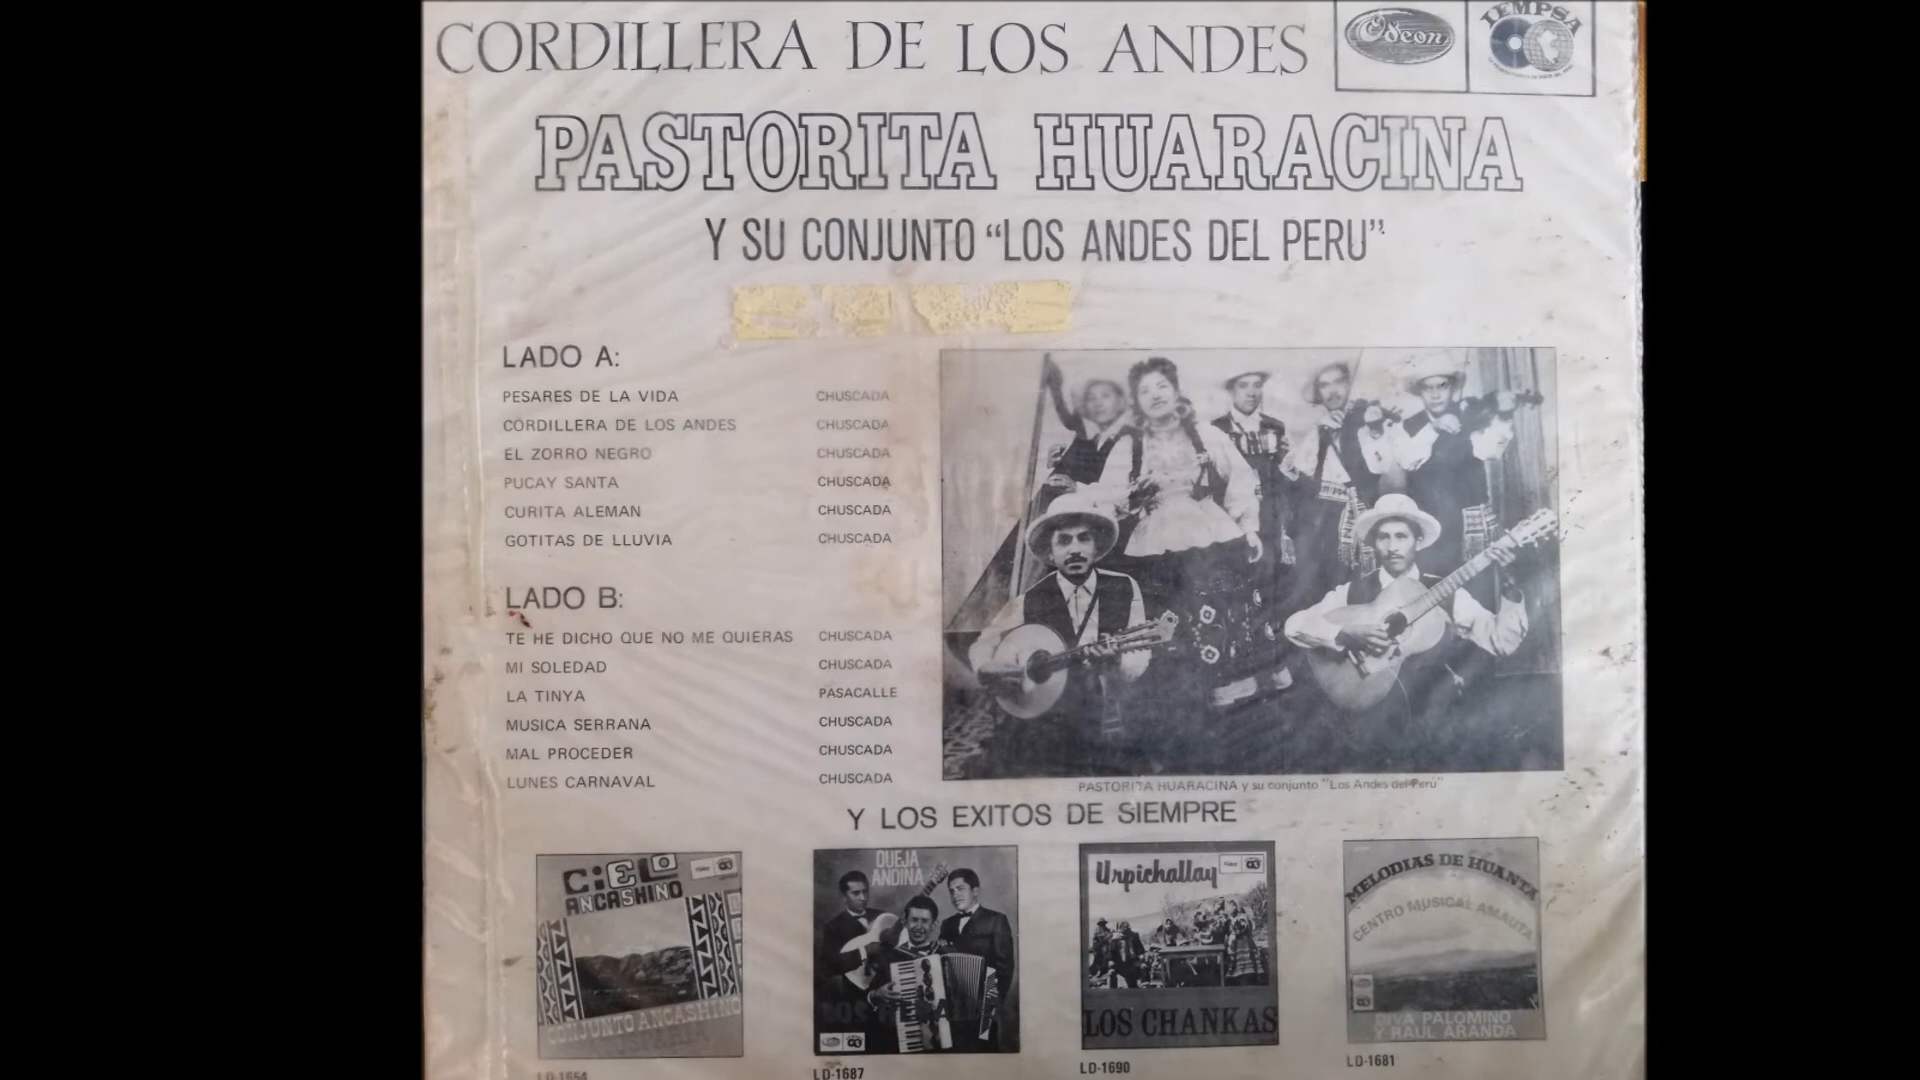 CORDILLERA DE LOS ANDES
Odeon
IEMPSA
PASTORITA HUARACINA
Y SU CONJUNTO “LOS ANDES DEL PERU”
LADO A:
PESARES DE LA VIDA CHUSCADA
CORDILLERA DE LOS ANDES CHUSCADA
EL ZORRO NEGRO CHUSCADA
PUCAY SANTA CHUSCADA
CURITA ALEMAN CHUSCADA
GOTITAS DE LLUVIA CHUSCADA
LADO B:
TE HE DICHO QUE NO ME QUIERAS CHUSCADA
MI SOLEDAD CHUSCADA
LA TINYA PASACALLE
MUSICA SERRANA CHUSCADA
MAL PROCEDER CHUSCADA
LUNES CARNAVAL CHUSCADA
PASTORITA HUARACINA y su conjunto "Los Andes del Perú"
Y LOS EXITOS DE SIEMPRE
CIELO
ANCASHINO
CONJUNTO ANCASHINO
LD-1654
QUEJA
ANDINA
LD-1687
Urpichallay
LOS CHANKAS
LD-1690
MELODIAS DE HUANTA
CENTRO MUSICAL AMAUTA
PALOMINO
Y RAUL ARANDA
LD-1681